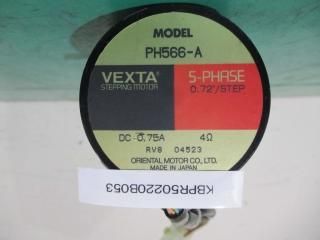 MODEL
PH566-A
VEXTA®
STEPPING MOTOR
5-PHASE
0.72°/STEP
DC 0.75A 4Ω
RV8 04523
ORIENTAL MOTOR CO., LTD.
MADE IN JAPAN
KBPR50220B053